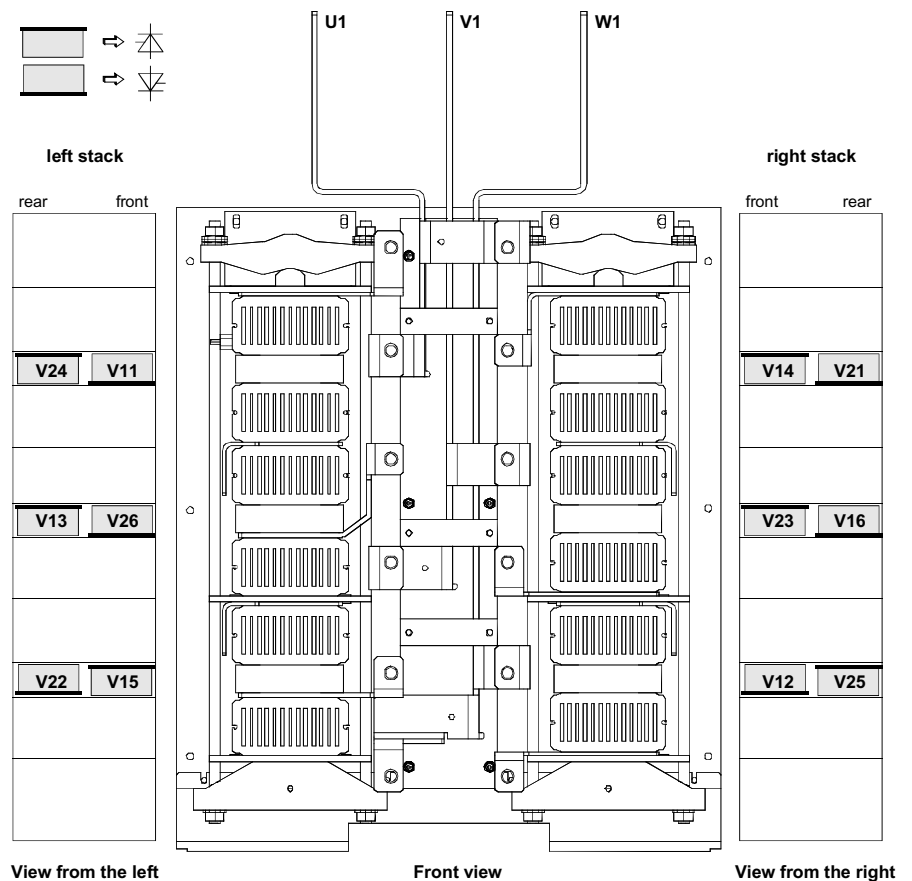 U1 V1 W1
left stack right stack
rear front front rear
V24 V11 V14 V21
V13 V26 V23 V16
V22 V15 V12 V25
View from the left Front view View from the right